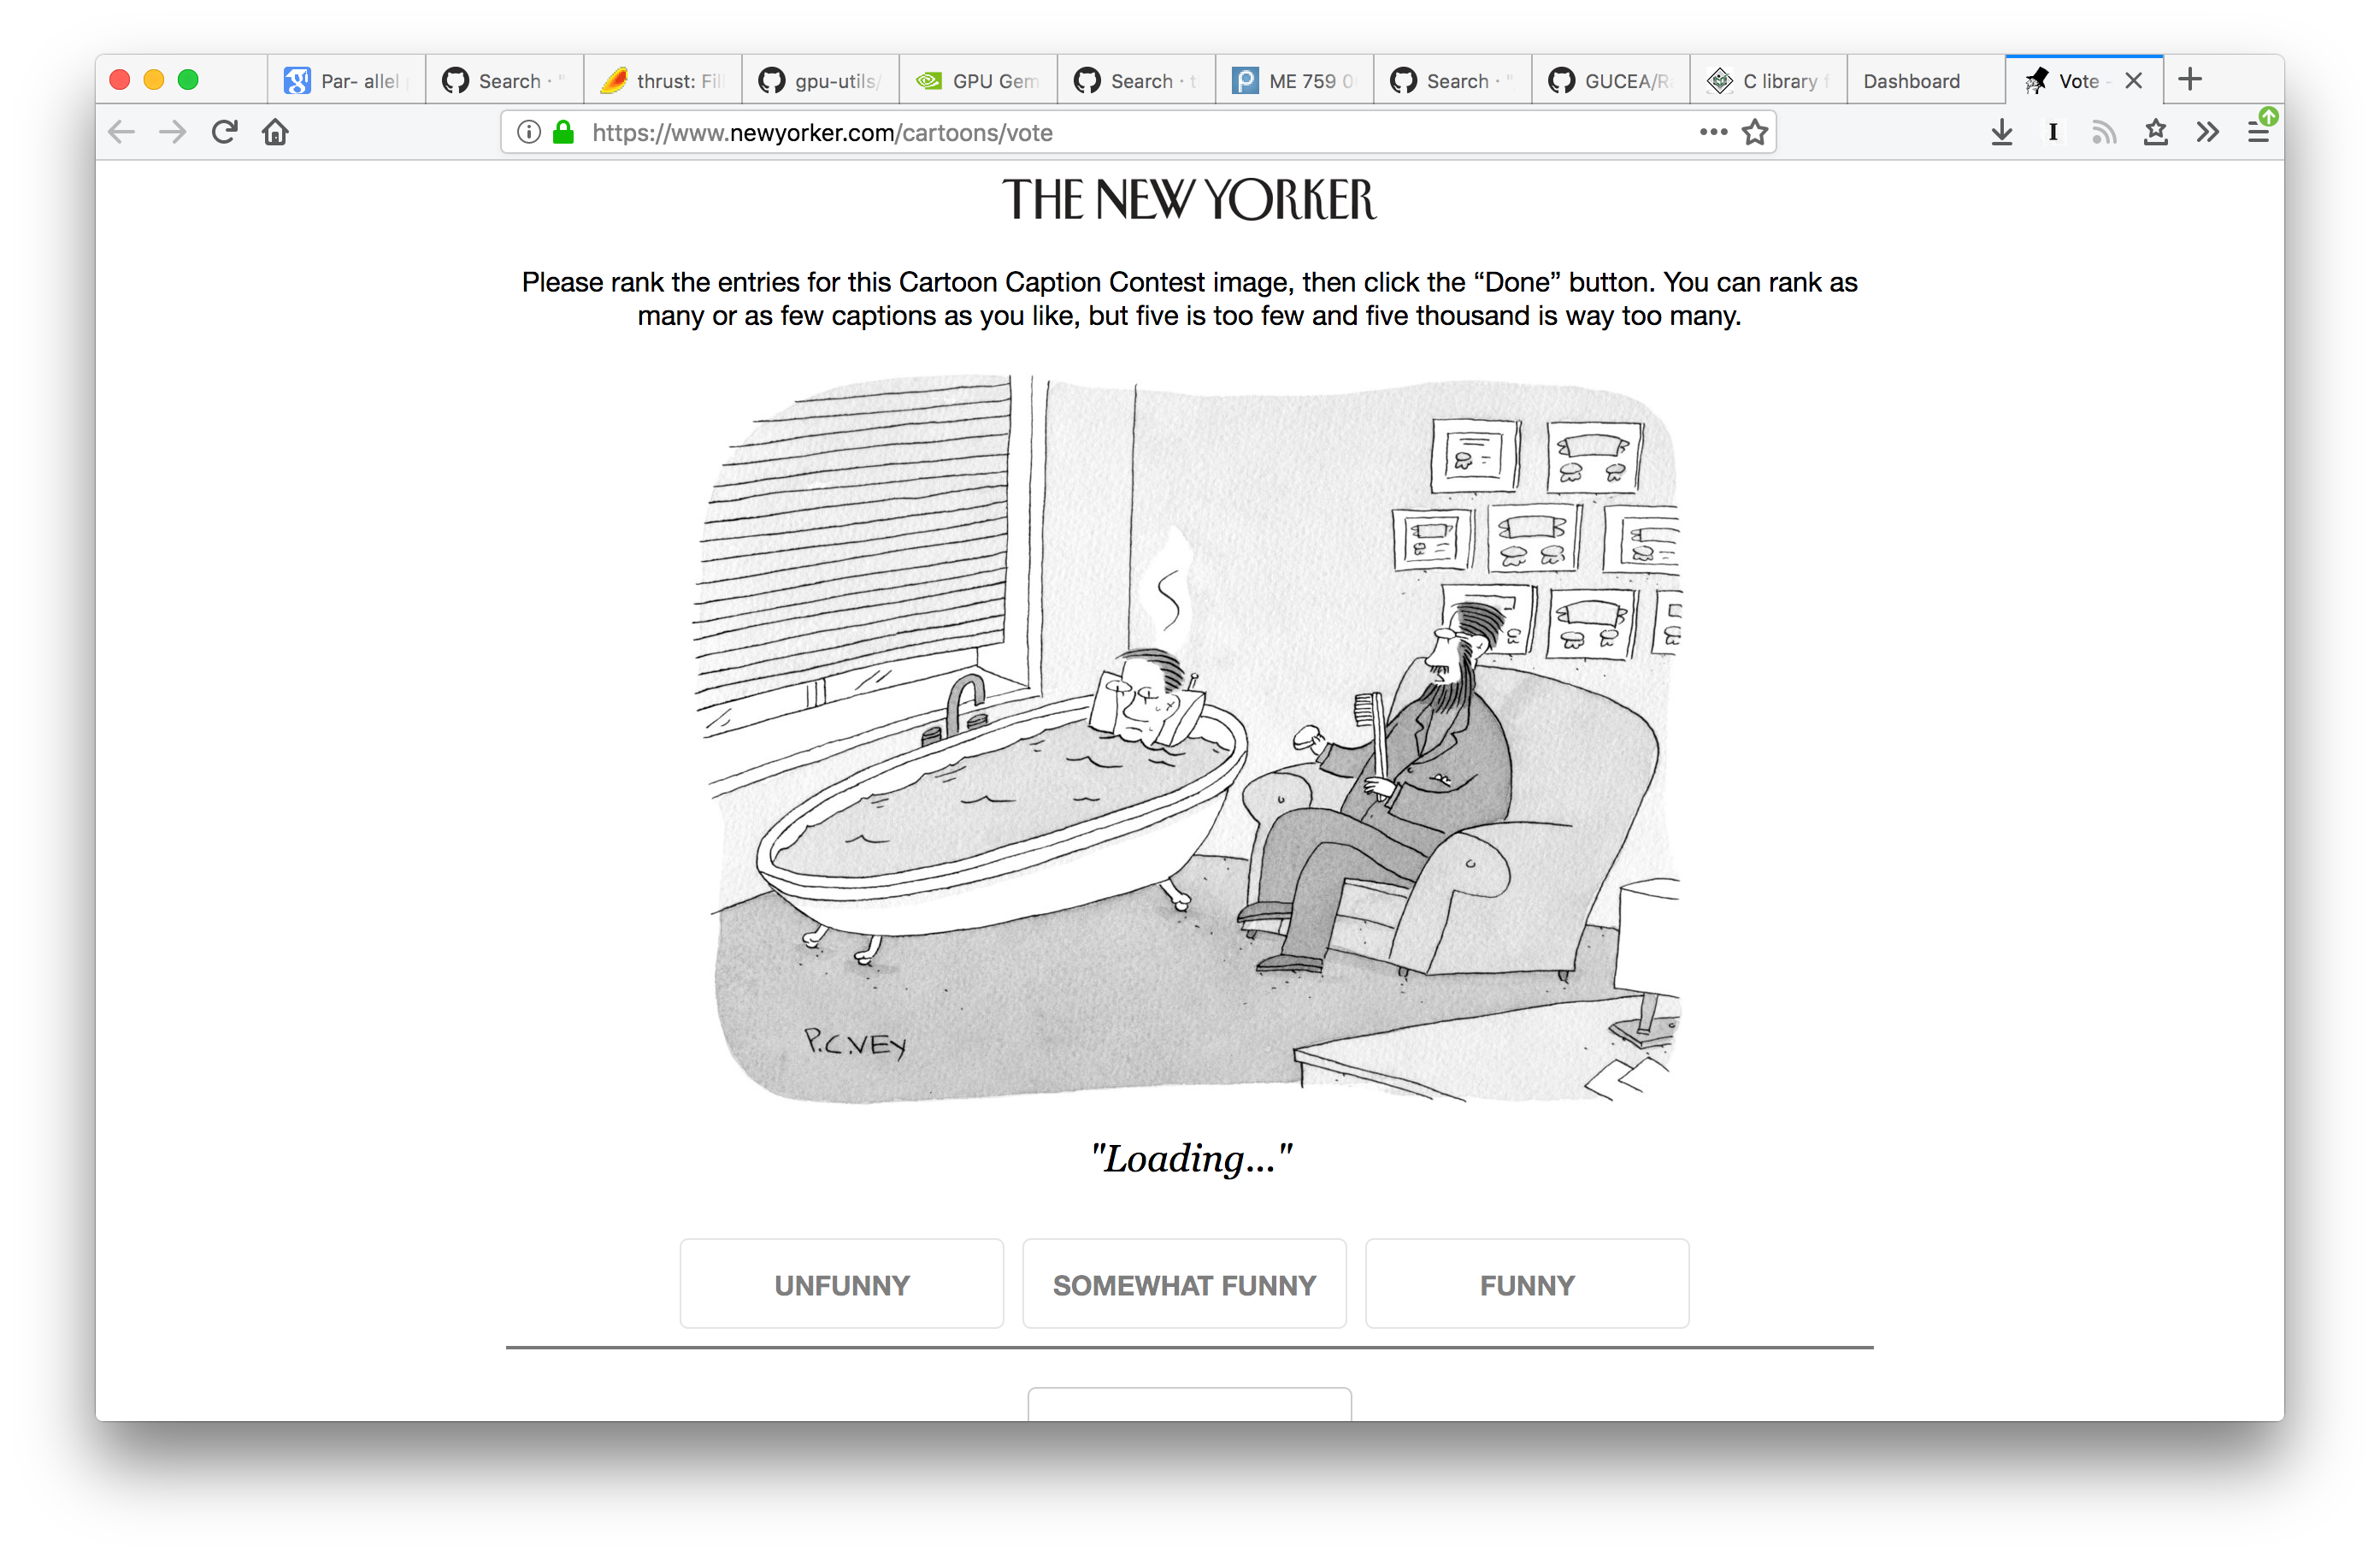 Par- allel
Search · "
thrust: Fil
gpu-utils/
GPU Gem
Search · t
ME 759 0
Search · "
GUCEA/R
C library f
Dashboard
Vote -
https://www.newyorker.com/cartoons/vote
THE NEW YORKER
Please rank the entries for this Cartoon Caption Contest image, then click the “Done” button. You can rank as
many or as few captions as you like, but five is too few and five thousand is way too many.
P.C.VEY
"Loading..."
UNFUNNY
SOMEWHAT FUNNY
FUNNY